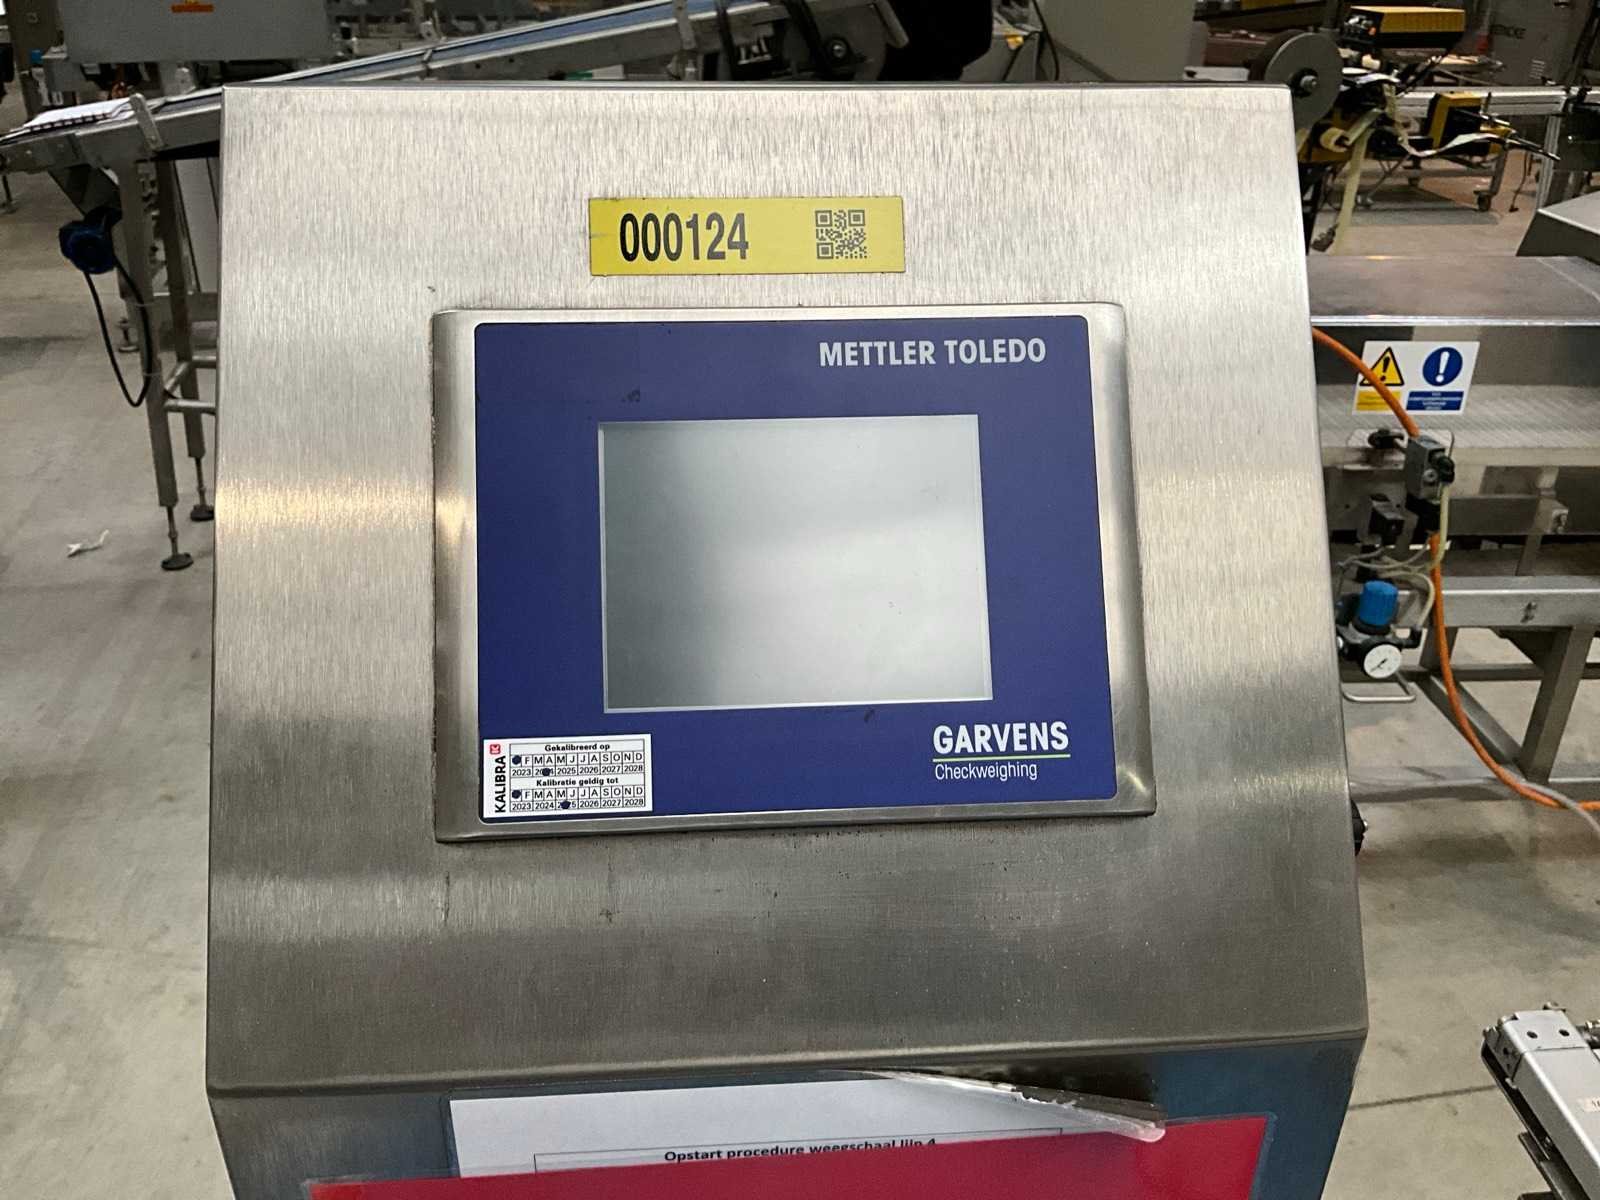 000124
METTLER TOLEDO
GARVENS
Checkweighing
KALIBRA
Gekalibreerd op
F M A M J J A S O N D
2023 2025 2026 2027 2028
Kalibratie geldig tot
F M A M J J A S O N D
2023 2024 2026 2027 2028
Opstart procedure weegschaal lijn 4